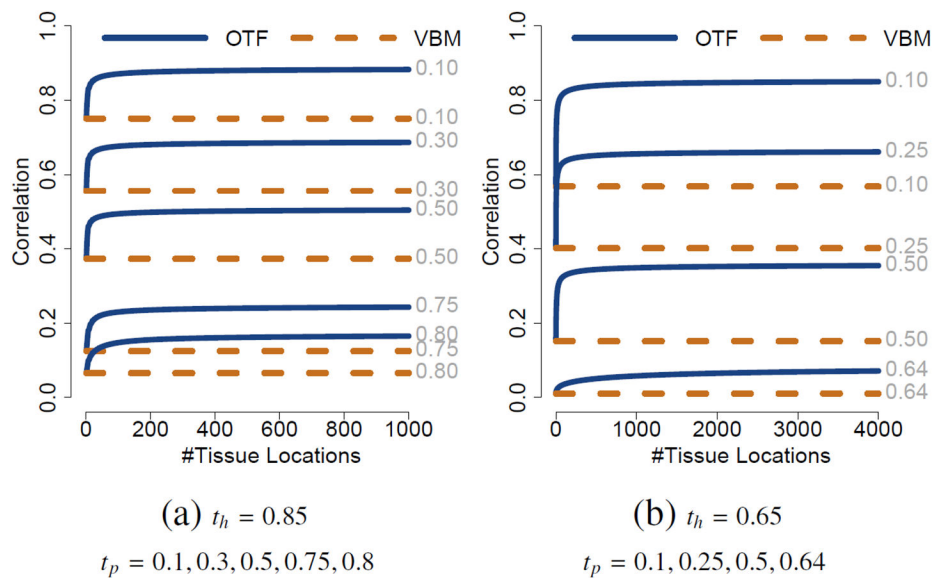 OTF VBM
1.0
0.8
0.6
0.4
0.2
0.0
Correlation
0.10
0.10
0.30
0.30
0.50
0.50
0.75
0.80
0.75
0.80
0 200 400 600 800 1000
#Tissue Locations
(a) t_h = 0.85
t_p = 0.1, 0.3, 0.5, 0.75, 0.8
OTF VBM
1.0
0.8
0.6
0.4
0.2
0.0
Correlation
0.10
0.25
0.10
0.25
0.50
0.50
0.64
0.64
0 1000 2000 3000 4000
#Tissue Locations
(b) t_h = 0.65
t_p = 0.1, 0.25, 0.5, 0.64